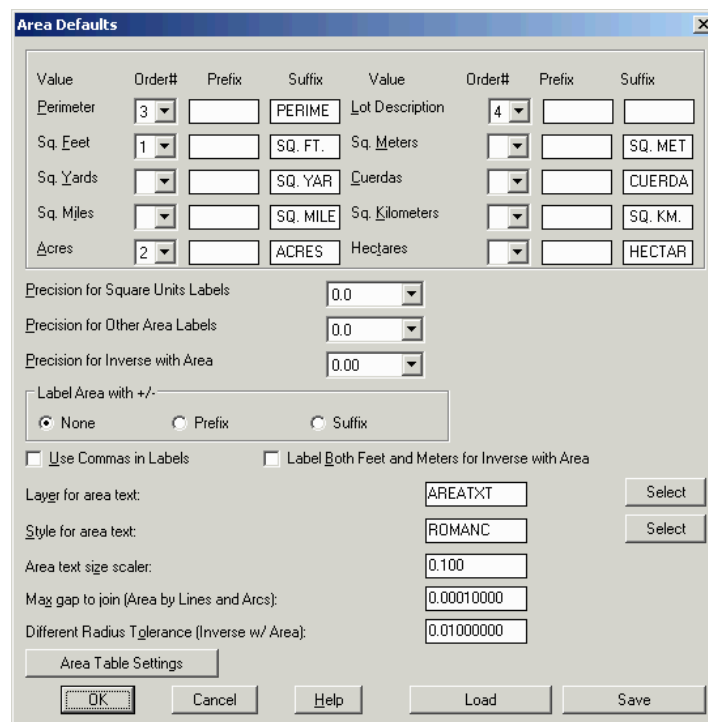 Area Defaults
Value Order# Prefix Suffix Value Order# Prefix Suffix
Perimeter 3 PERIME Lot Description 4
Sq. Feet 1 SQ. FT. Sq. Meters SQ. MET
Sq. Yards SQ. YAR Cuerdas CUERDA
Sq. Miles SQ. MILE Sq. Kilometers SQ. KM.
Acres 2 ACRES Hectares HECTAR
Precision for Square Units Labels 0.0
Precision for Other Area Labels 0.0
Precision for Inverse with Area 0.00
Label Area with +/-
None Prefix Suffix
Use Commas in Labels Label Both Feet and Meters for Inverse with Area
Layer for area text: AREATXT Select
Style for area text: ROMANC Select
Area text size scaler: 0.100
Max gap to join (Area by Lines and Arcs): 0.00010000
Different Radius Tolerance (Inverse w/ Area): 0.01000000
Area Table Settings
OK Cancel Help Load Save